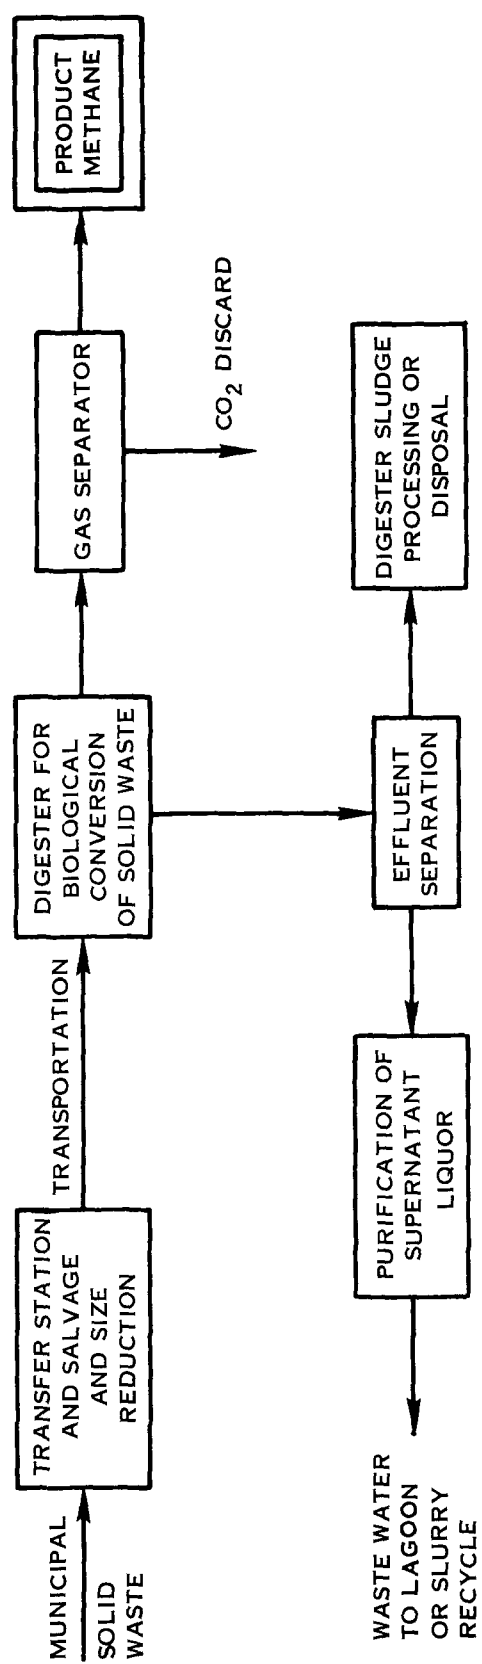 MUNICIPAL
SOLID
WASTE
TRANSFER STATION
AND SALVAGE
AND SIZE
REDUCTION
TRANSPORTATION
DIGESTER FOR
BIOLOGICAL
CONVERSION
OF SOLID WASTE
GAS SEPARATOR
PRODUCT
METHANE
CO₂ DISCARD
WASTE WATER
TO LAGOON
OR SLURRY
RECYCLE
PURIFICATION OF
SUPERNATANT
LIQUOR
EFFLUENT
SEPARATION
DIGESTER SLUDGE
PROCESSING OR
DISPOSAL